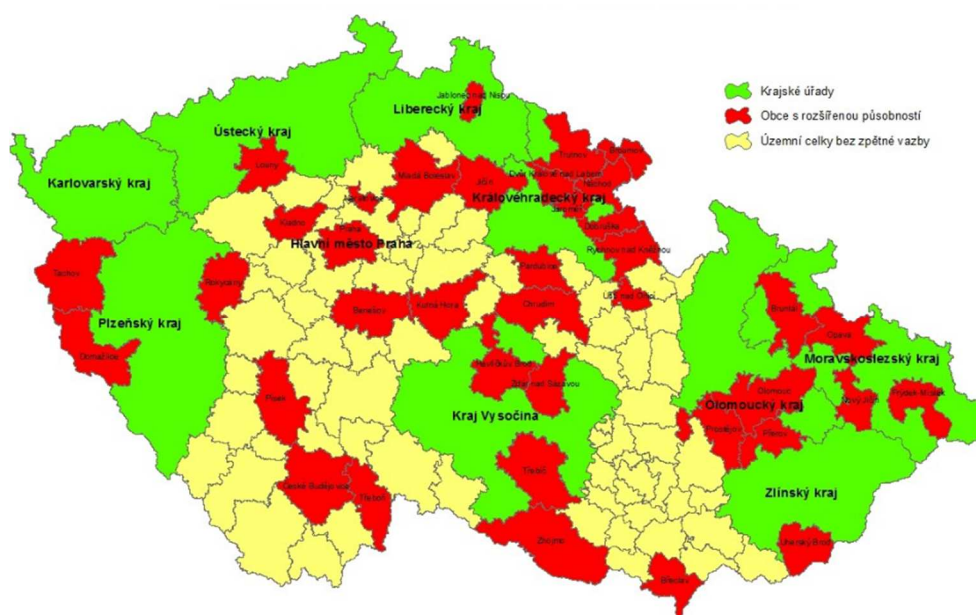 Krajské úřady
Obce s rozšířenou působností
Územní celky bez zpětné vazby
Jablonec nad Nisou
Liberecký kraj
Ústecký kraj
Louny
Karlovarský kraj
Trutnov
Broumov
Mladá Boleslav
Jičín
Dvůr Králové nad Labem
Náchod
Královéhradecký kraj
Jaroměř
Dobruška
Kladno
Praha
Hlavní město Praha
Rychnov nad Kněžnou
Tachov
Rokycany
Pardubice
Ústí nad Orlicí
Benešov
Kutná Hora
Chrudim
Plzeňský kraj
Domažlice
Bruntál
Opava
Moravskoslezský kraj
Havlíčkův Brod
Žďár nad Sázavou
Písek
Kraj Vysočina
Olomouc
Olomoucký kraj
Nový Jičín
Frýdek-Místek
Prostějov
Přerov
Třebíč
České Budějovice
Třeboň
Zlínský kraj
Znojmo
Uherský Brod
Břeclav